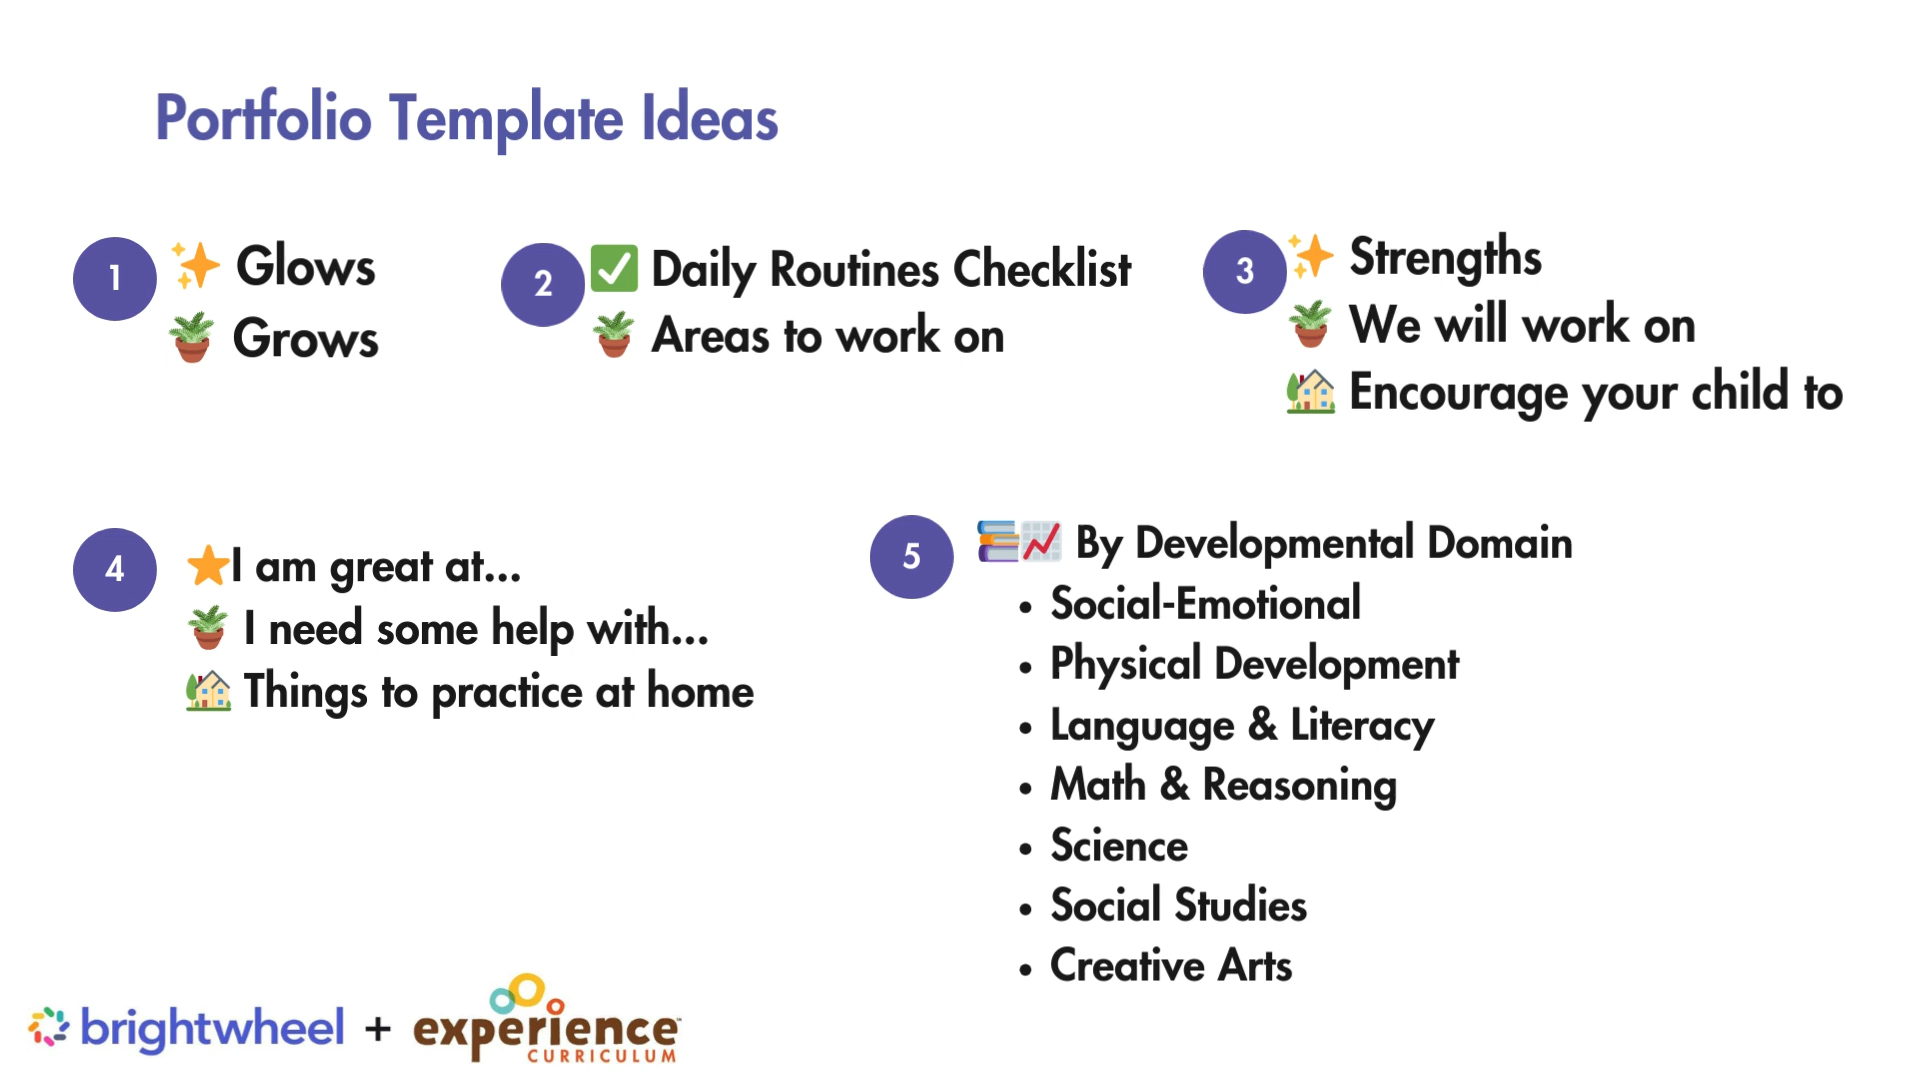 Portfolio Template Ideas
1
✨ Glows
🪴 Grows
2
✅ Daily Routines Checklist
🪴 Areas to work on
3
✨ Strengths
🪴 We will work on
🏡 Encourage your child to
4
⭐I am great at...
🪴 I need some help with...
🏡 Things to practice at home
5
📚📈 By Developmental Domain
• Social-Emotional
• Physical Development
• Language & Literacy
• Math & Reasoning
• Science
• Social Studies
• Creative Arts
brightwheel + experience™
CURRICULUM